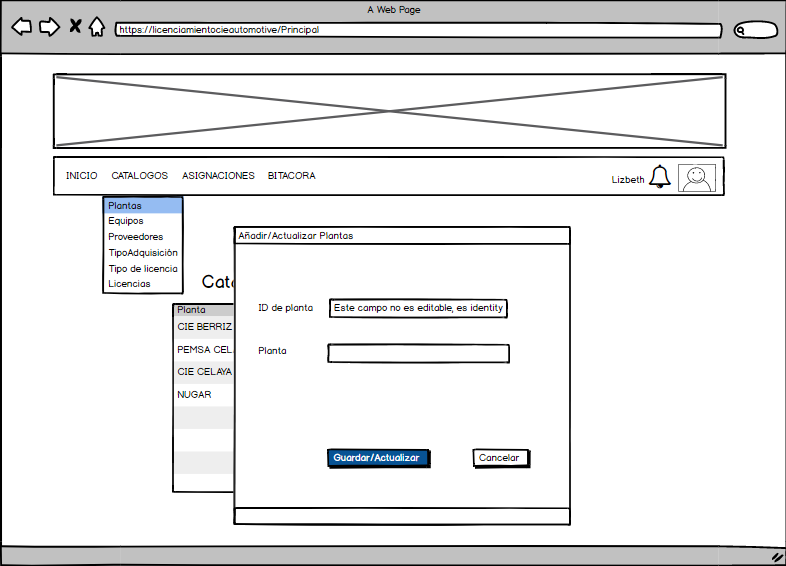 A Web Page
https://licenciamientocieautomotive/Principal
INICIO CATALOGOS ASIGNACIONES BITACORA
Lizbeth
Plantas
Equipos
Proveedores
TipoAdquisición
Tipo de licencia
Licencias
Planta
CIE BERRIZ
PEMSA CEL
CIE CELAYA
NUGAR
Añadir/Actualizar Plantas
ID de planta Este campo no es editable, es identity
Planta
Guardar/Actualizar Cancelar